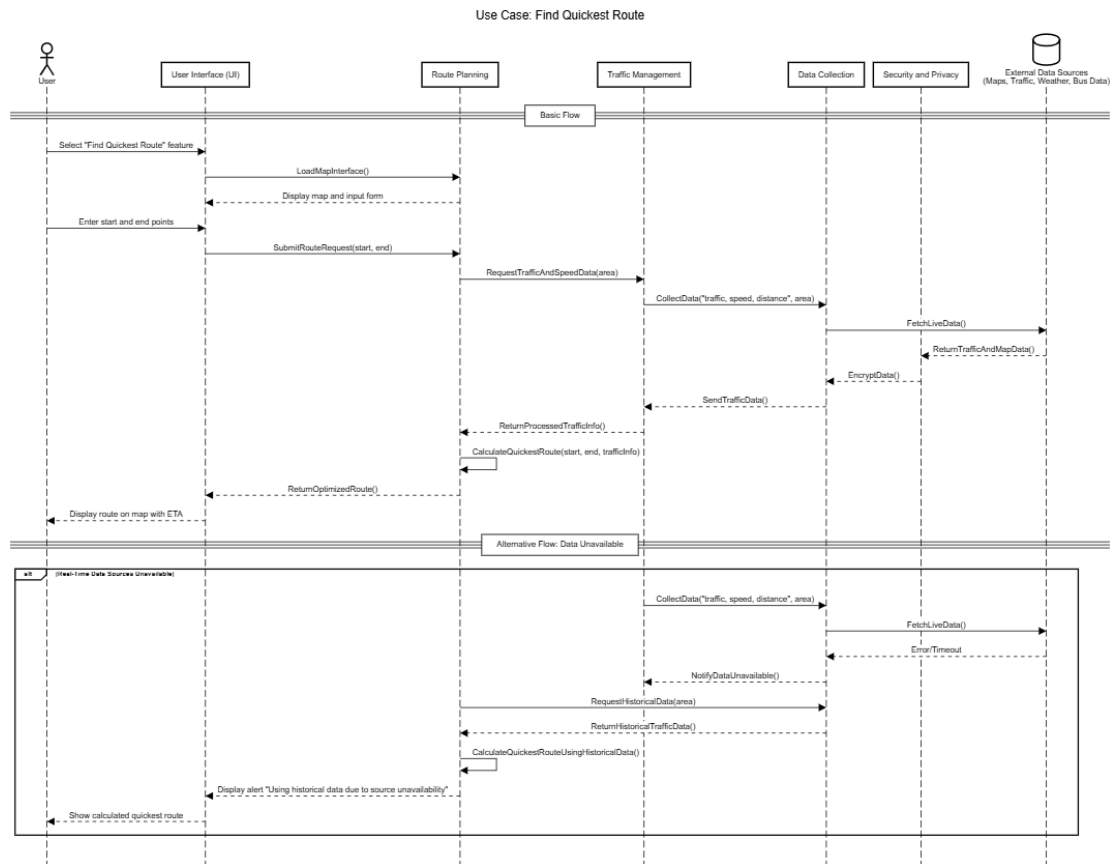 Use Case: Find Quickest Route
User
User Interface (UI)
Route Planning
Traffic Management
Data Collection
Security and Privacy
External Data Sources
(Maps, Traffic, Weather, Bus Data)
Basic Flow
Select "Find Quickest Route" feature
LoadMapInterface()
Display map and input form
Enter start and end points
SubmitRouteRequest(start, end)
RequestTrafficAndSpeedData(area)
CollectData("traffic, speed, distance", area)
FetchLiveData()
ReturnTrafficAndMapData()
EncryptData()
SendTrafficData()
ReturnProcessedTrafficInfo()
CalculateQuickestRoute(start, end, trafficInfo)
ReturnOptimizedRoute()
Display route on map with ETA
Alternative Flow: Data Unavailable
alt
[Real-Time Data Sources Unavailable]
CollectData("traffic, speed, distance", area)
FetchLiveData()
Error/Timeout
NotifyDataUnavailable()
RequestHistoricalData(area)
ReturnHistoricalTrafficData()
CalculateQuickestRouteUsingHistoricalData()
Display alert "Using historical data due to source unavailability"
Show calculated quickest route